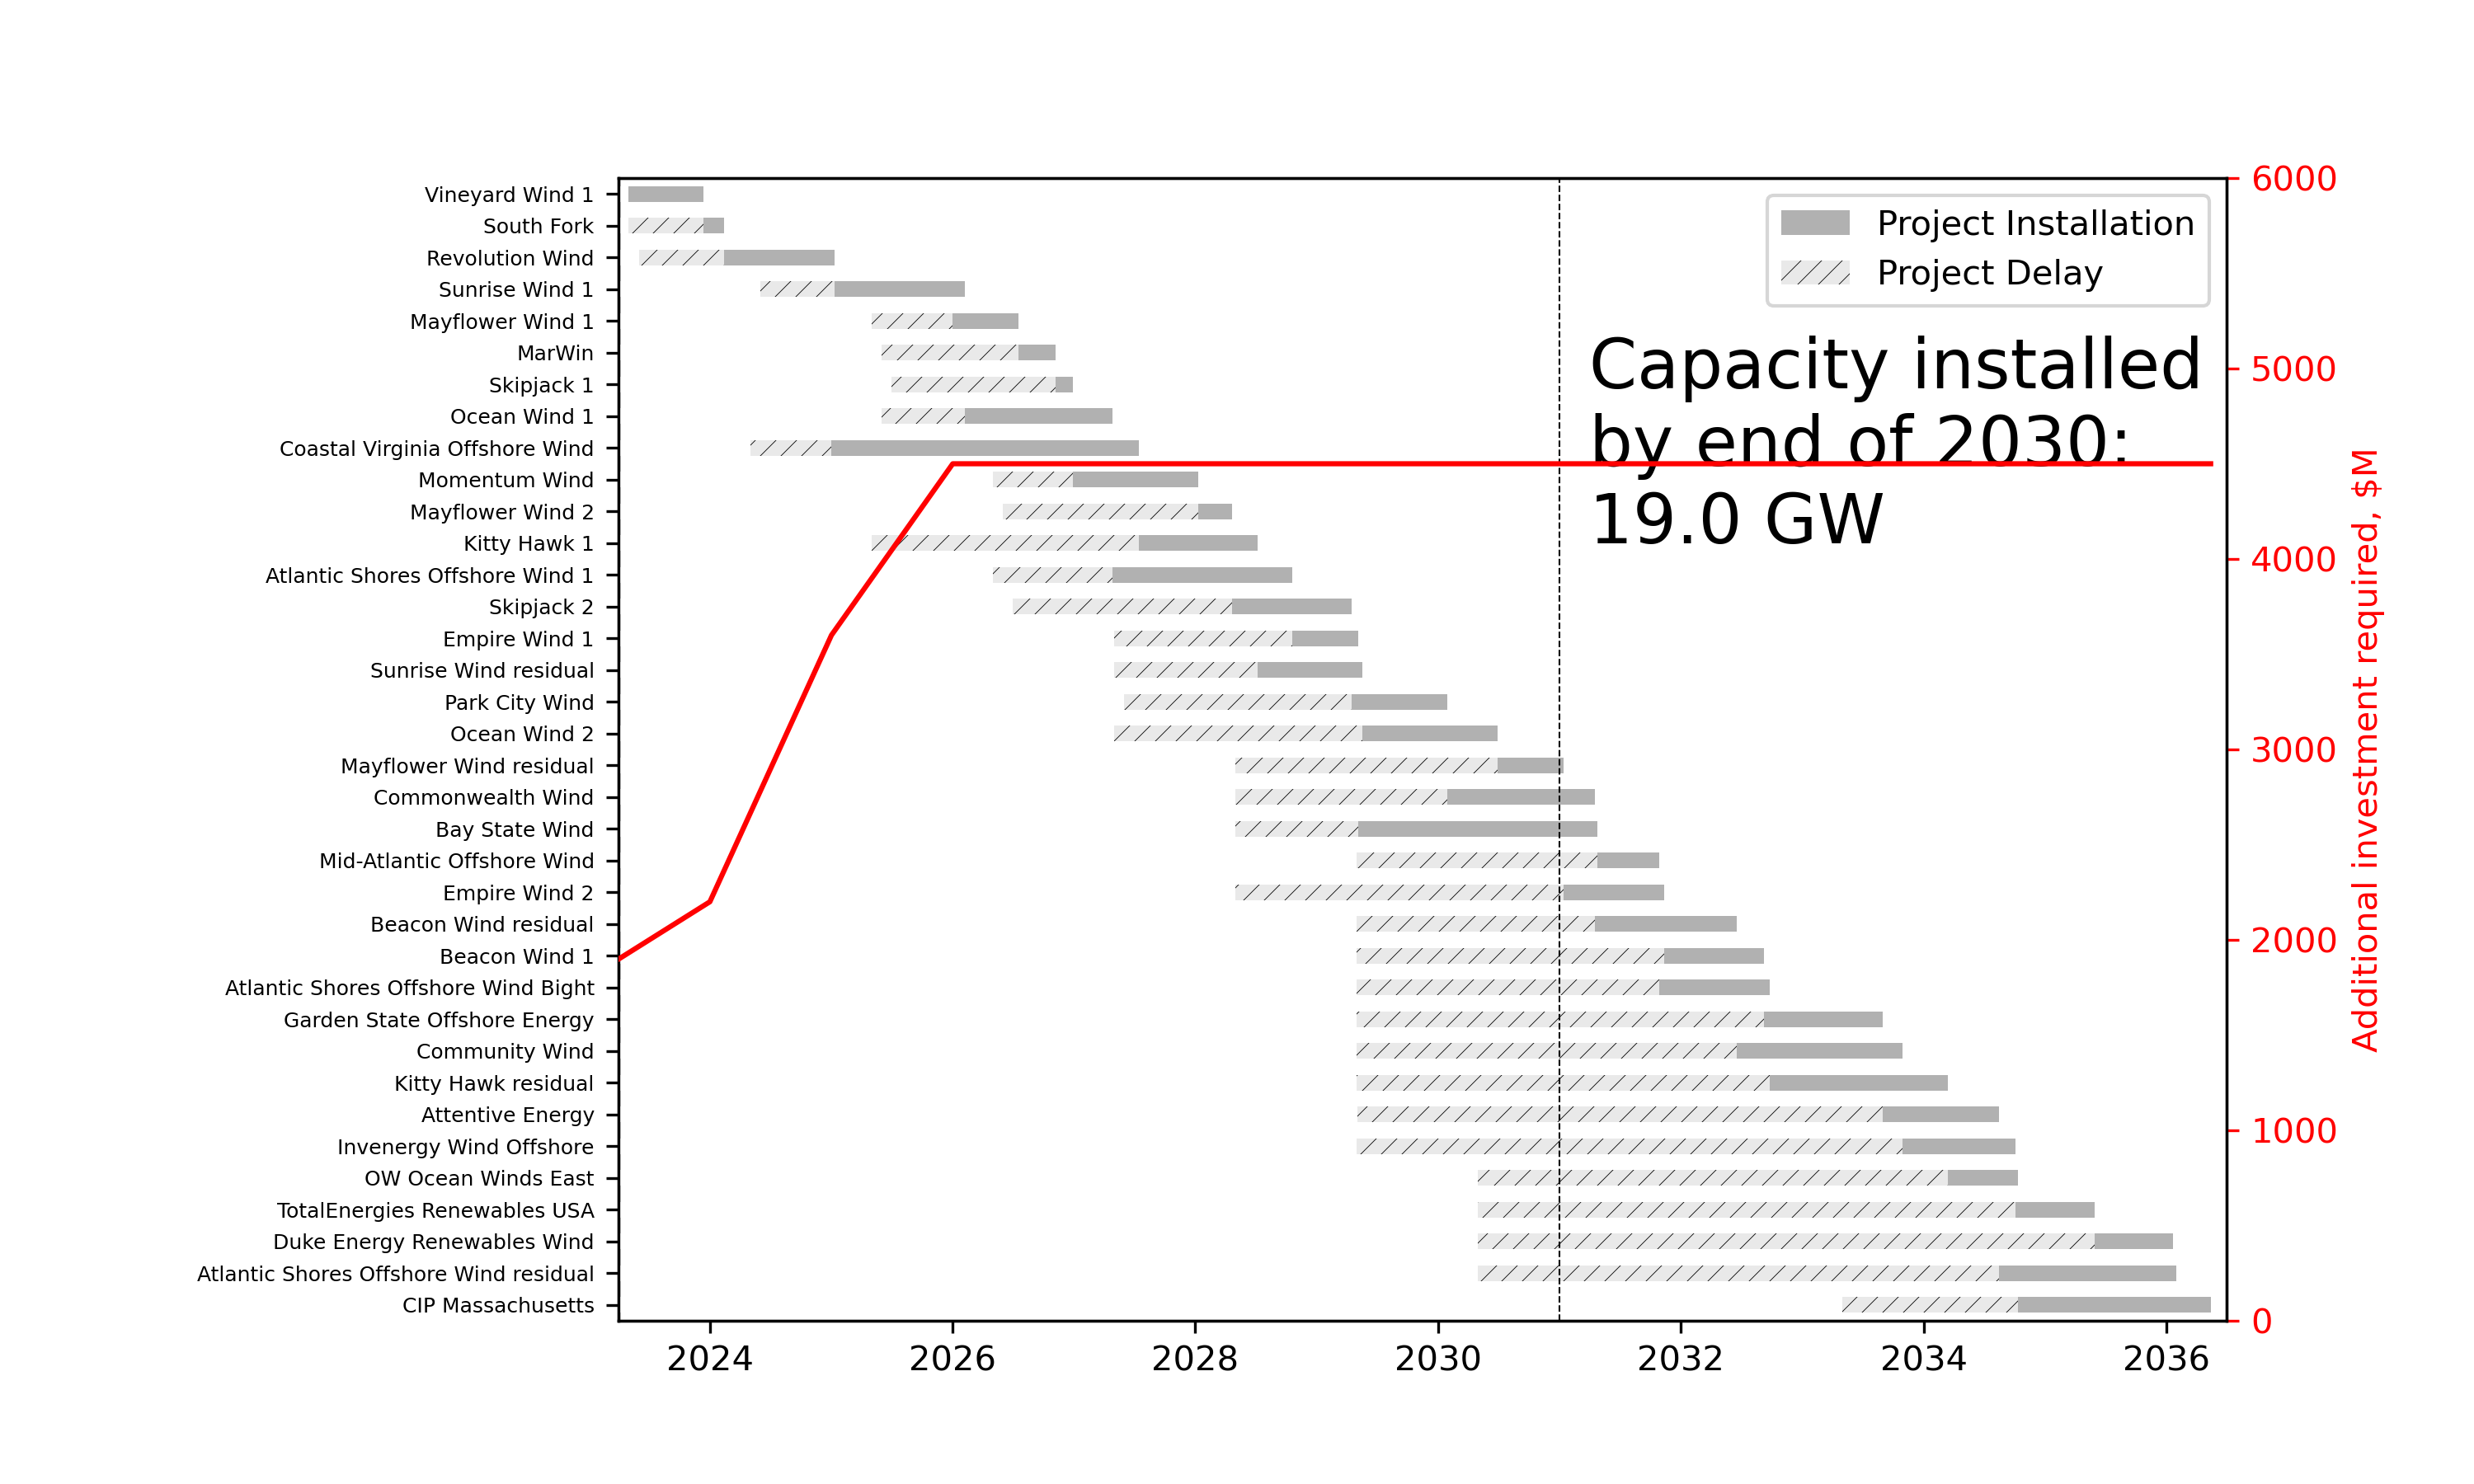 Vineyard Wind 1
South Fork
Revolution Wind
Sunrise Wind 1
Mayflower Wind 1
MarWin
Skipjack 1
Ocean Wind 1
Coastal Virginia Offshore Wind
Momentum Wind
Mayflower Wind 2
Kitty Hawk 1
Atlantic Shores Offshore Wind 1
Skipjack 2
Empire Wind 1
Sunrise Wind residual
Park City Wind
Ocean Wind 2
Mayflower Wind residual
Commonwealth Wind
Bay State Wind
Mid-Atlantic Offshore Wind
Empire Wind 2
Beacon Wind residual
Beacon Wind 1
Atlantic Shores Offshore Wind Bight
Garden State Offshore Energy
Community Wind
Kitty Hawk residual
Attentive Energy
Invenergy Wind Offshore
OW Ocean Winds East
TotalEnergies Renewables USA
Duke Energy Renewables Wind
Atlantic Shores Offshore Wind residual
CIP Massachusetts
2024
2026
2028
2030
2032
2034
2036
Project Installation
Project Delay
Capacity installed
by end of 2030:
19.0 GW
6000
5000
4000
3000
2000
1000
0
Additional investment required, $M